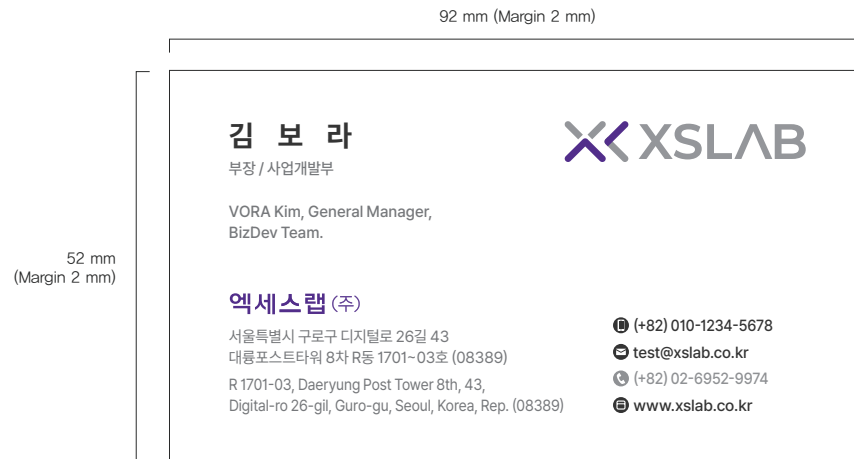 92 mm (Margin 2 mm)
52 mm
(Margin 2 mm)
김 보 라
부장 / 사업개발부
VORA Kim, General Manager,
BizDev Team.
XSLAB
엑세스랩 (주)
서울특별시 구로구 디지털로 26길 43
대륭포스트타워 8차 R동 1701~03호 (08389)
R 1701-03, Daeryung Post Tower 8th, 43,
Digital-ro 26-gil, Guro-gu, Seoul, Korea, Rep. (08389)
(+82) 010-1234-5678
test@xslab.co.kr
(+82) 02-6952-9974
www.xslab.co.kr